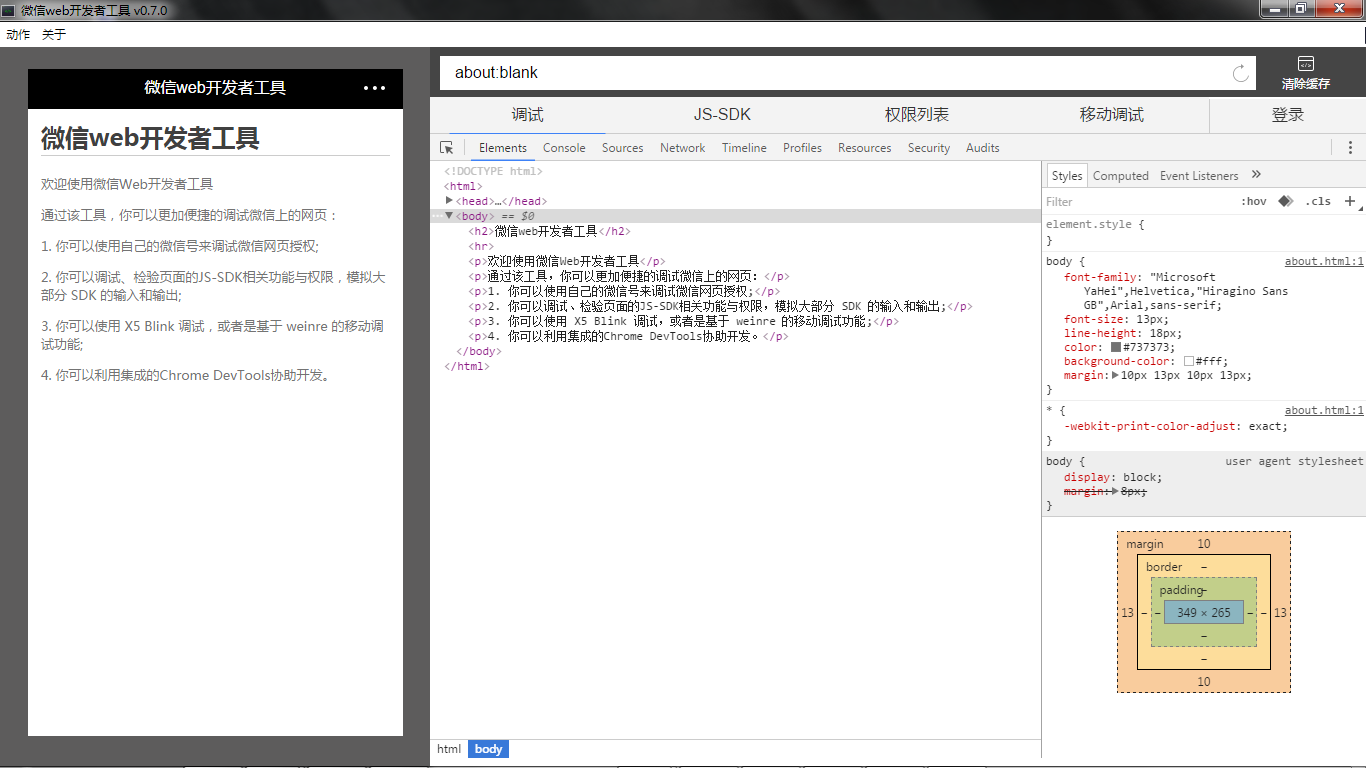 微信web开发者工具 v0.7.0
动作 关于
微信web开发者工具 •••
微信web开发者工具
欢迎使用微信Web开发者工具
通过该工具，你可以更加便捷的调试微信上的网页：
1. 你可以使用自己的微信号来调试微信网页授权;
2. 你可以调试、检验页面的JS-SDK相关功能与权限，模拟大
部分 SDK 的输入和输出;
3. 你可以使用 X5 Blink 调试，或者是基于 weinre 的移动调
试功能;
4. 你可以利用集成的Chrome DevTools协助开发。
about:blank
清除缓存
调试 JS-SDK 权限列表 移动调试 登录
Elements Console Sources Network Timeline Profiles Resources Security Audits
<!DOCTYPE html>
<html>
<head>…</head>
<body> == $0
<h2>微信web开发者工具</h2>
<hr>
<p>欢迎使用微信Web开发者工具</p>
<p>通过该工具，你可以更加便捷的调试微信上的网页：</p>
<p>1. 你可以使用自己的微信号来调试微信网页授权;</p>
<p>2. 你可以调试、检验页面的JS-SDK相关功能与权限，模拟大部分 SDK 的输入和输出;</p>
<p>3. 你可以使用 X5 Blink 调试，或者是基于 weinre 的移动调试功能;</p>
<p>4. 你可以利用集成的Chrome DevTools协助开发。</p>
</body>
</html>
html body
Styles Computed Event Listeners »
Filter :hov .cls +
element.style {
}
body { about.html:1
font-family: "Microsoft
YaHei",Helvetica,"Hiragino Sans
GB",Arial,sans-serif;
font-size: 13px;
line-height: 18px;
color: #737373;
background-color: #fff;
margin: 10px 13px 10px 13px;
}
* { about.html:1
-webkit-print-color-adjust: exact;
}
body { user agent stylesheet
display: block;
margin: 8px;
}
margin 10
border –
padding –
13 – – 349 × 265 – – 13
–
–
10